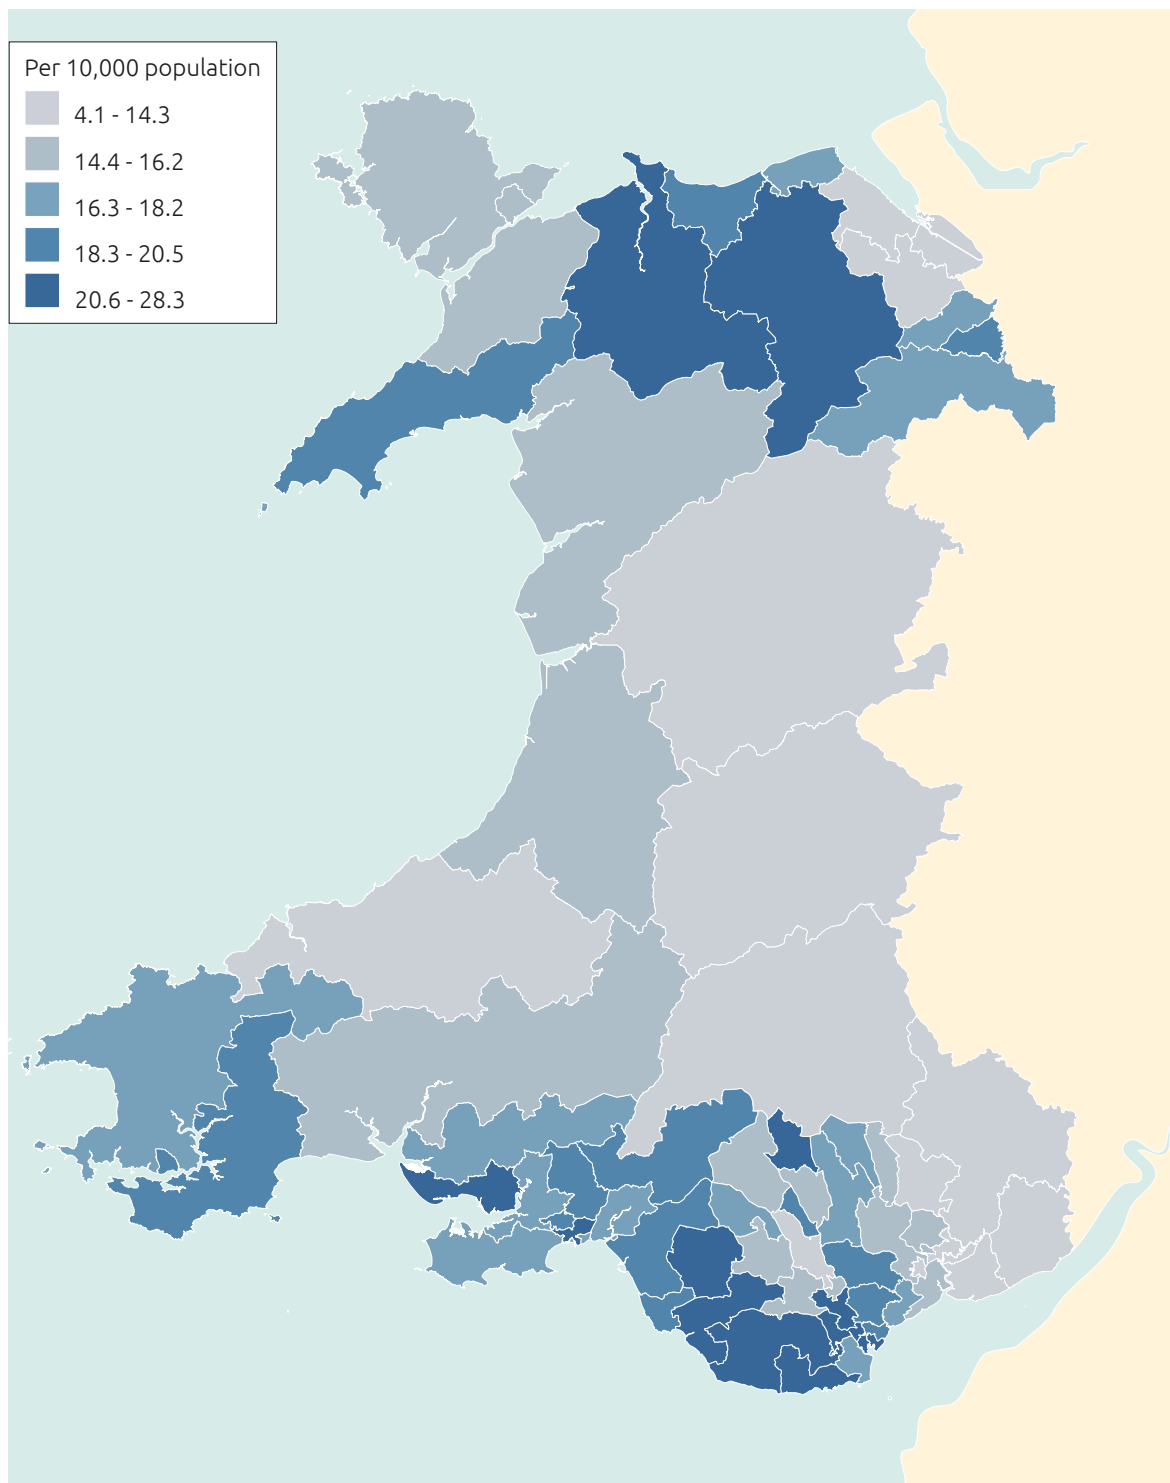 Per 10,000 population
4.1 - 14.3
14.4 - 16.2
16.3 - 18.2
18.3 - 20.5
20.6 - 28.3